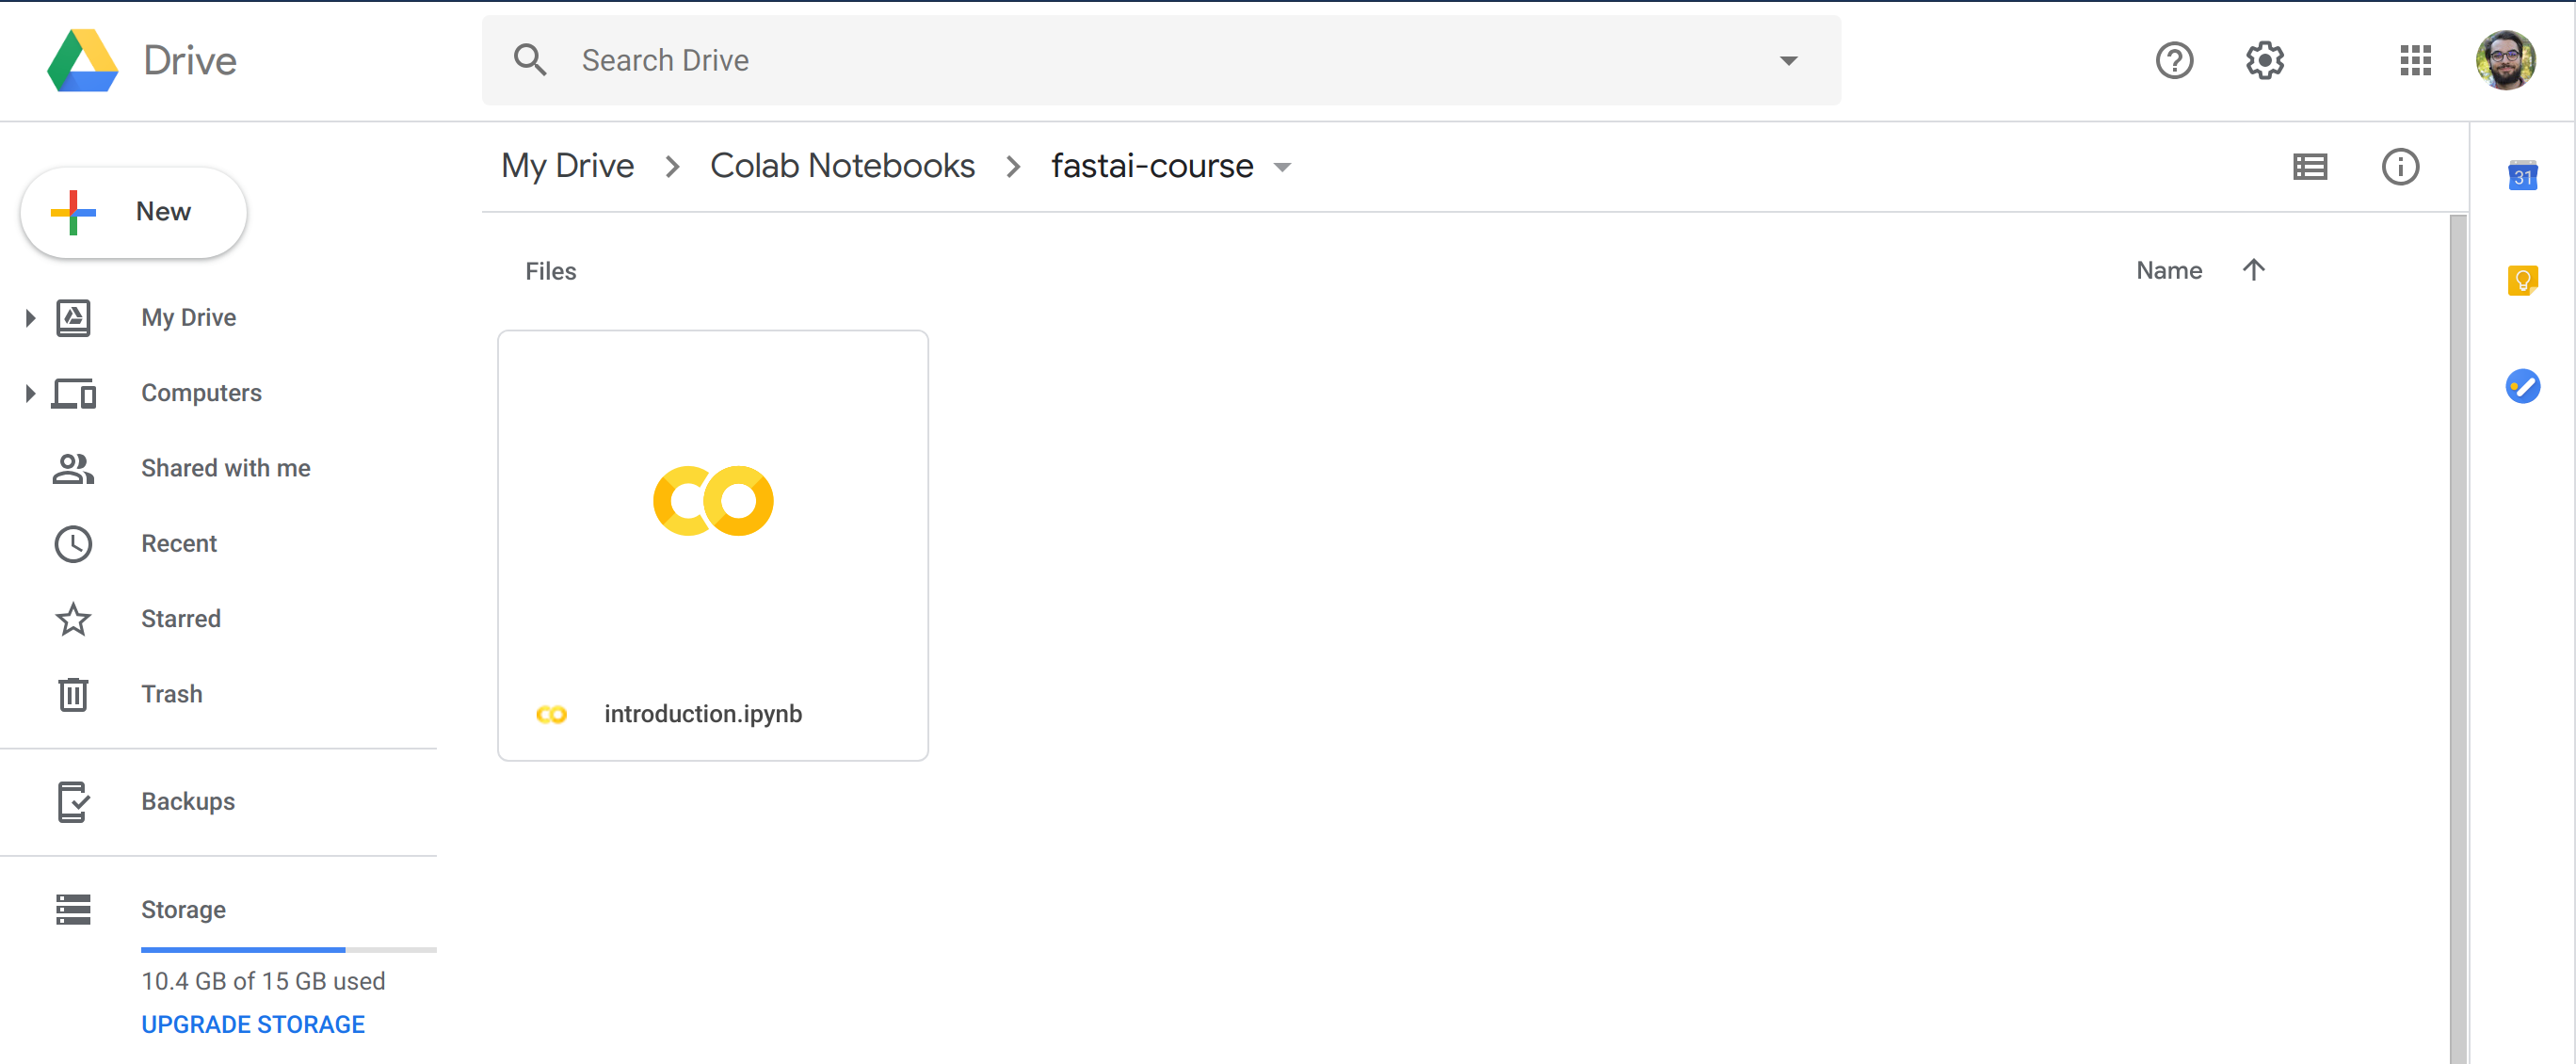 Drive
Search Drive
My Drive
Colab Notebooks
fastai-course
31
New
Files
Name
My Drive
Computers
Shared with me
Recent
Starred
Trash
introduction.ipynb
Backups
Storage
10.4 GB of 15 GB used
UPGRADE STORAGE